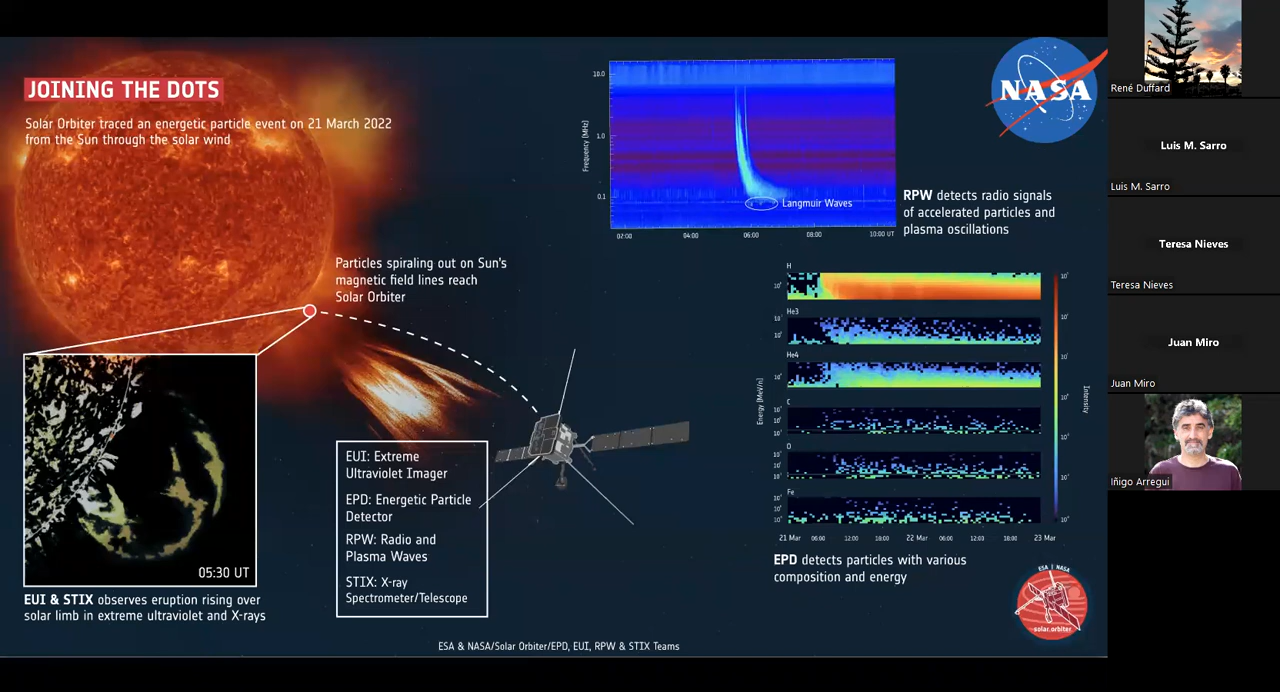 JOINING THE DOTS
Solar Orbiter traced an energetic particle event on 21 March 2022
from the Sun through the solar wind
Particles spiraling out on Sun's
magnetic field lines reach
Solar Orbiter
05:30 UT
EUI & STIX observes eruption rising over
solar limb in extreme ultraviolet and X-rays
EUI: Extreme
Ultraviolet Imager
EPD: Energetic Particle
Detector
RPW: Radio and
Plasma Waves
STIX: X-ray
Spectrometer/Telescope
Frequency [MHz]
10.0
1.0
0.1
Langmuir Waves
02:00 04:00 06:00 08:00 10:00 UT
RPW detects radio signals
of accelerated particles and
plasma oscillations
NASA
Energy [MeV/n]
H
He3
He4
C
O
Fe
Intensity
21 Mar 06:00 12:00 18:00 22 Mar 06:00 12:00 18:00 23 Mar
EPD detects particles with various
composition and energy
ESA | NASA
solar.orbiter
ESA & NASA/Solar Orbiter/EPD, EUI, RPW & STIX Teams
René Duffard
Luis M. Sarro
Luis M. Sarro
Teresa Nieves
Teresa Nieves
Juan Miro
Juan Miro
Iñigo Arregui